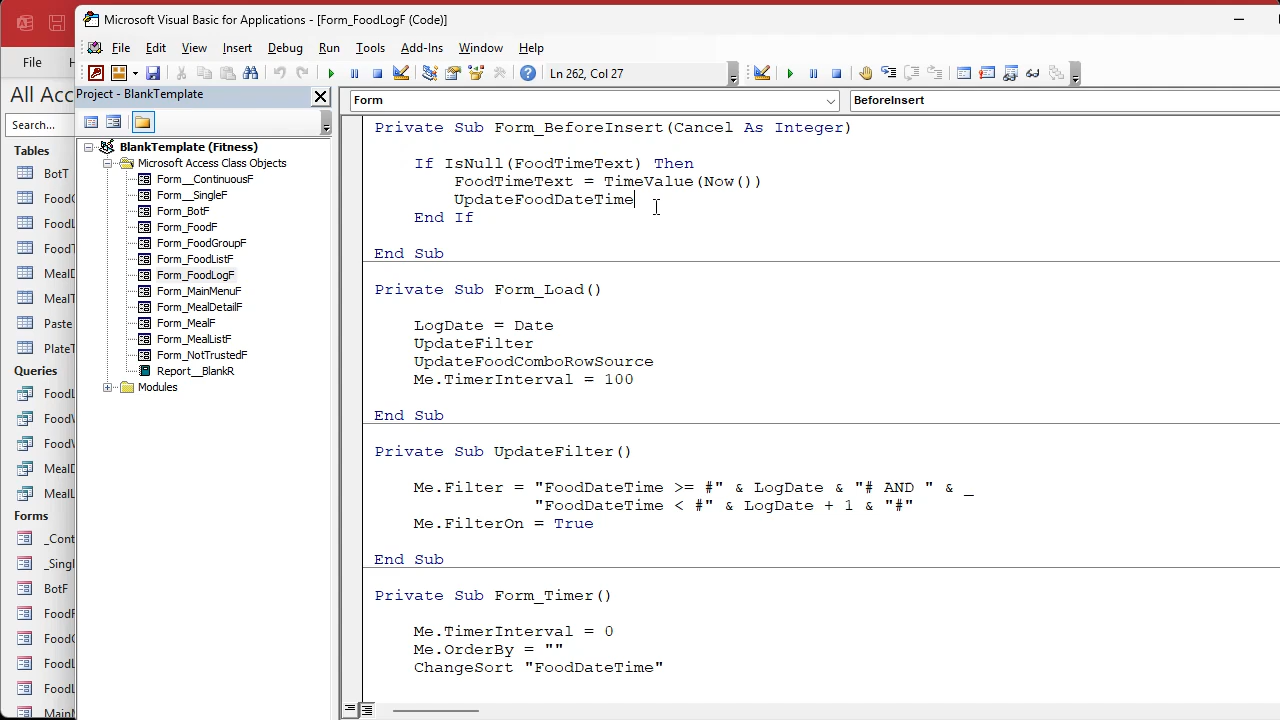 Microsoft Visual Basic for Applications - [Form_FoodLogF (Code)]
File Edit View Insert Debug Run Tools Add-Ins Window Help
Ln 262, Col 27
File
All Acc
Search...
Tables
BotT
FoodG
FoodL
FoodT
MealD
MealT
Paste
PlateT
Queries
FoodL
FoodV
FoodV
MealD
MealL
Forms
_Cont
_Singl
BotF
FoodF
FoodG
FoodL
FoodL
MainM
Project - BlankTemplate
BlankTemplate (Fitness)
Microsoft Access Class Objects
Form__ContinuousF
Form__SingleF
Form_BotF
Form_FoodF
Form_FoodGroupF
Form_FoodListF
Form_FoodLogF
Form_MainMenuF
Form_MealDetailF
Form_MealF
Form_MealListF
Form_NotTrustedF
Report__BlankR
Modules
Form
BeforeInsert
Private Sub Form_BeforeInsert(Cancel As Integer)
If IsNull(FoodTimeText) Then
FoodTimeText = TimeValue(Now())
UpdateFoodDateTime
End If
End Sub
Private Sub Form_Load()
LogDate = Date
UpdateFilter
UpdateFoodComboRowSource
Me.TimerInterval = 100
End Sub
Private Sub UpdateFilter()
Me.Filter = "FoodDateTime >= #" & LogDate & "# AND " & _
"FoodDateTime < #" & LogDate + 1 & "#"
Me.FilterOn = True
End Sub
Private Sub Form_Timer()
Me.TimerInterval = 0
Me.OrderBy = ""
ChangeSort "FoodDateTime"